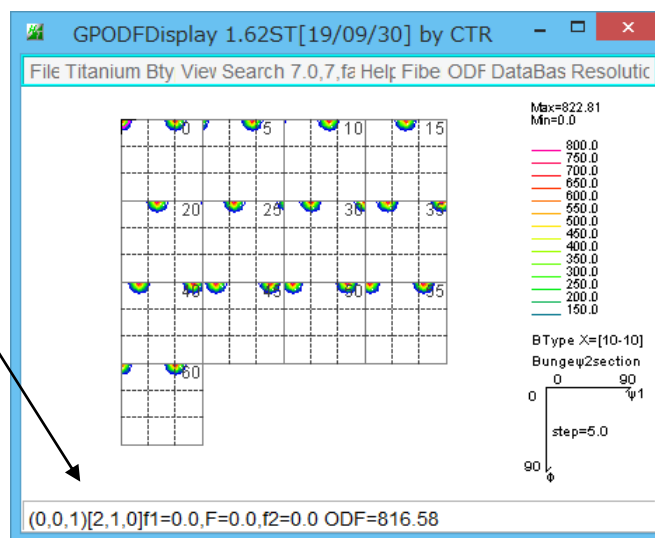 GPODFDisplay 1.62ST[19/09/30] by CTR
File Titanium Bty View Search 7.0,7,fa Help Fibe ODF DataBas Resolutic
Max=822.81
Min=0.0
0 5 10 15
20 25 30 35
40 45 50 55
60
800.0
750.0
700.0
650.0
600.0
550.0
500.0
450.0
400.0
350.0
300.0
250.0
200.0
150.0
BType X=[10-10]
Bungeψ2section
0 90
0 ψ1
step=5.0
90
Φ
(0,0,1)[2,1,0]f1=0.0,F=0.0,f2=0.0 ODF=816.58